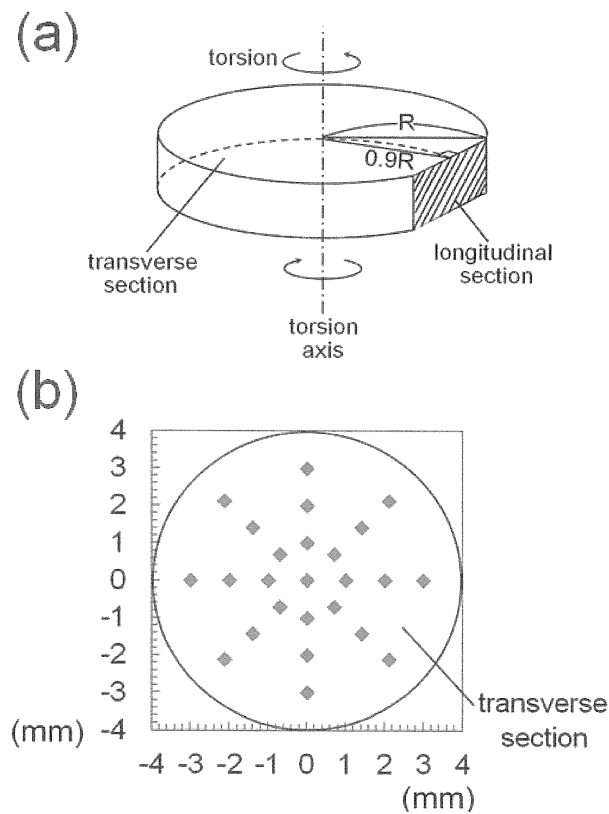 (a)
torsion
R
0.9R
transverse
section
longitudinal
section
torsion
axis
(b)
4
3
2
1
0
-1
-2
-3
-4
(mm)
-4 -3 -2 -1 0 1 2 3 4
(mm)
transverse
section